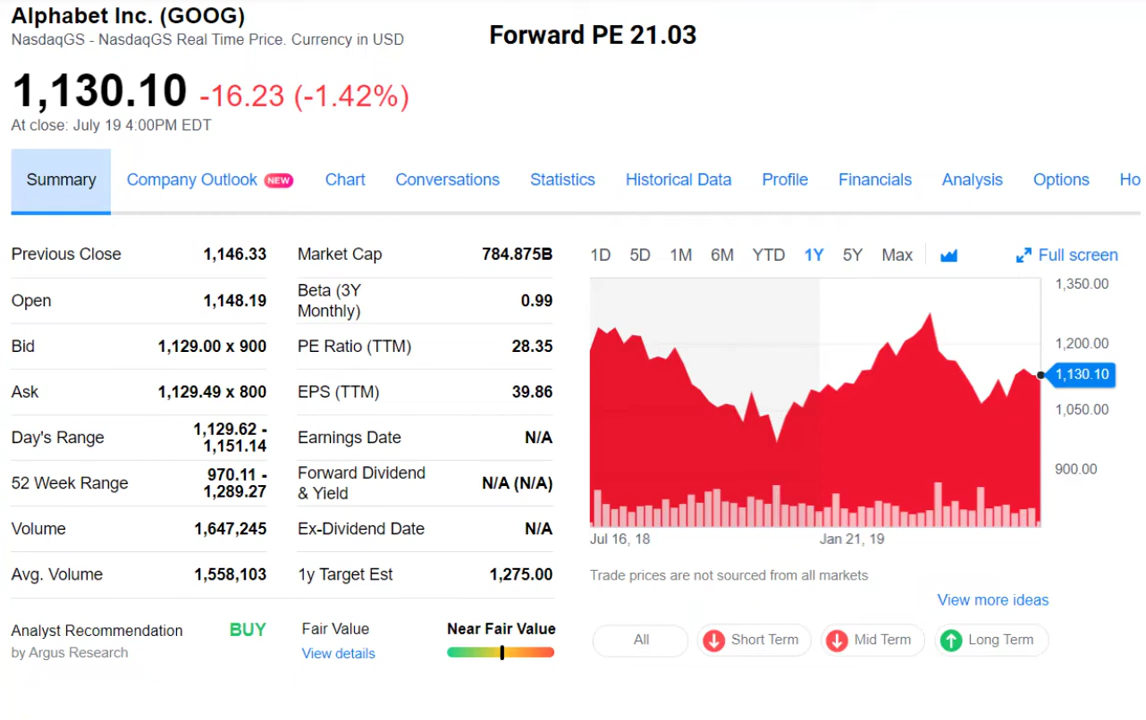 Alphabet Inc. (GOOG)
NasdaqGS - NasdaqGS Real Time Price. Currency in USD
Forward PE 21.03
1,130.10 -16.23 (-1.42%)
At close: July 19 4:00PM EDT
Summary Company Outlook NEW Chart Conversations Statistics Historical Data Profile Financials Analysis Options Ho
Previous Close 1,146.33
Open 1,148.19
Bid 1,129.00 x 900
Ask 1,129.49 x 800
Day's Range 1,129.62 -
1,151.14
52 Week Range 970.11 -
1,289.27
Volume 1,647,245
Avg. Volume 1,558,103
Market Cap 784.875B
Beta (3Y
Monthly) 0.99
PE Ratio (TTM) 28.35
EPS (TTM) 39.86
Earnings Date N/A
Forward Dividend
& Yield N/A (N/A)
Ex-Dividend Date N/A
1y Target Est 1,275.00
1D 5D 1M 6M YTD 1Y 5Y Max Full screen
1,350.00
1,200.00
1,130.10
1,050.00
900.00
Jul 16, 18 Jan 21, 19
Trade prices are not sourced from all markets
View more ideas
Analyst Recommendation BUY
by Argus Research
Fair Value Near Fair Value
View details
All Short Term Mid Term Long Term